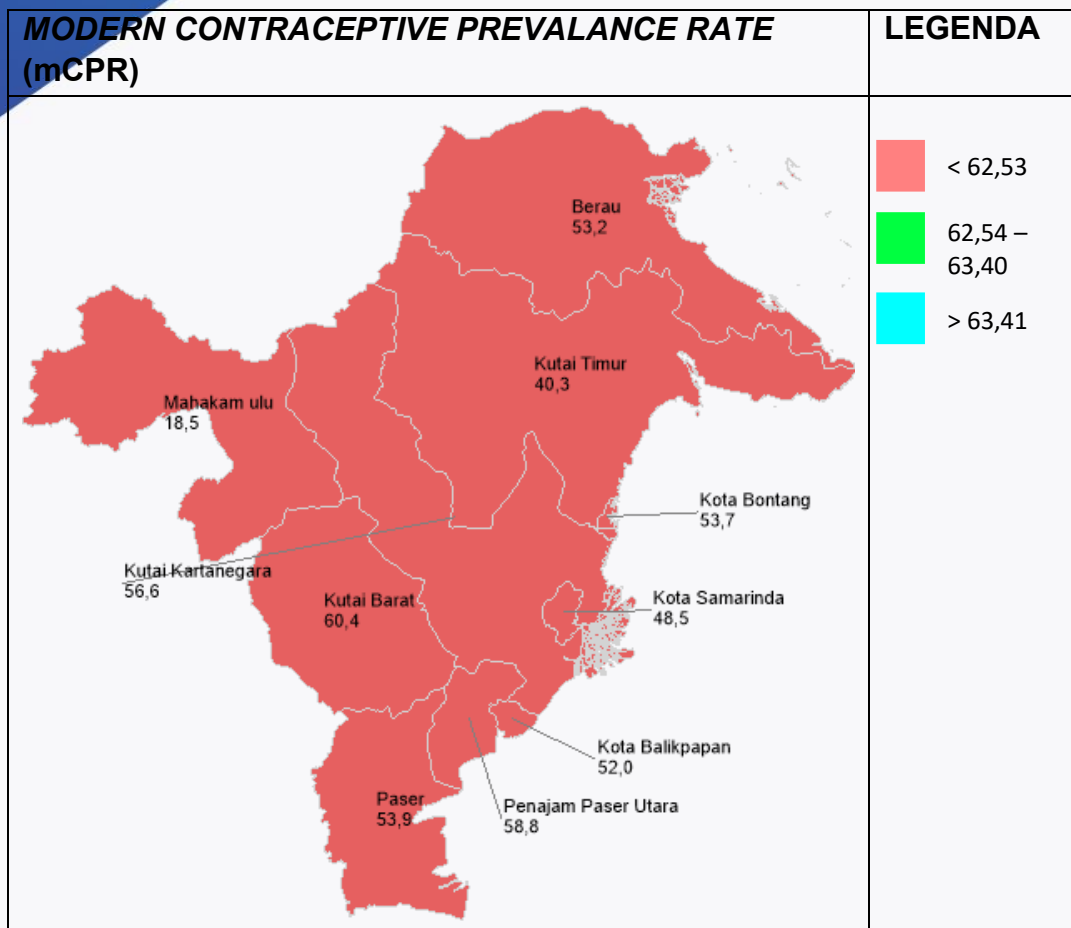 MODERN CONTRACEPTIVE PREVALANCE RATE
(mCPR)
LEGENDA
< 62,53
62,54 –
63,40
> 63,41
Berau
53,2
Kutai Timur
40,3
Mahakam ulu
18,5
Kota Bontang
53,7
Kutai Kartanegara
56,6
Kutai Barat
60,4
Kota Samarinda
48,5
Kota Balikpapan
52,0
Paser
53,9
Penajam Paser Utara
58,8